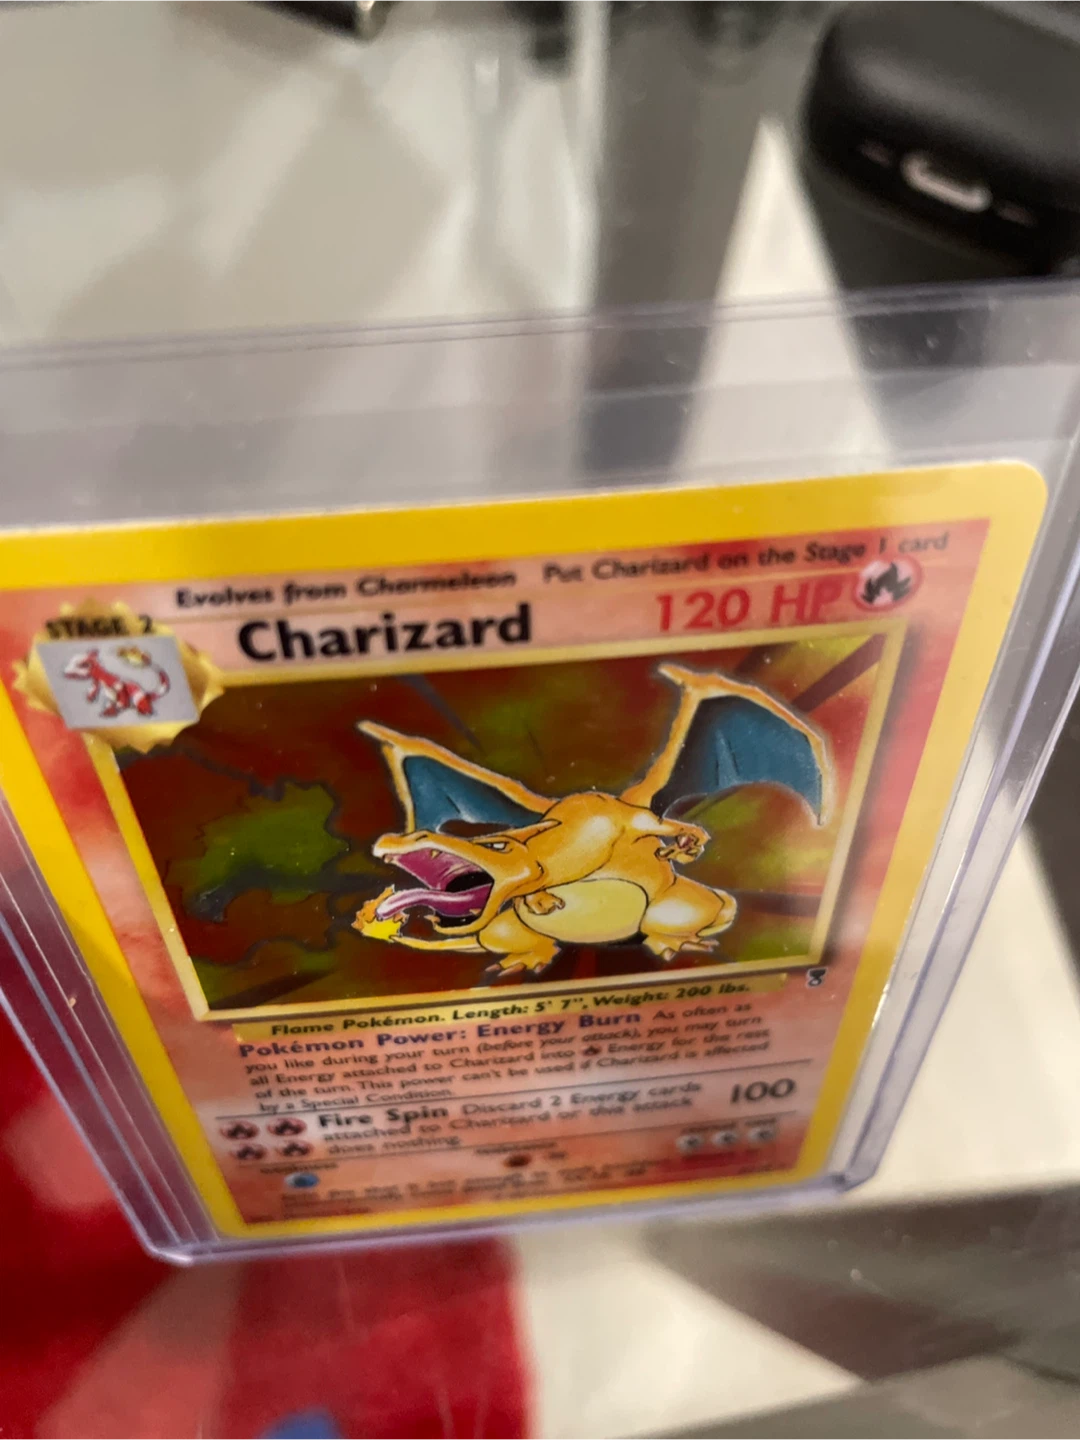 Evolves from Charmeleon Put Charizard on the Stage 1 card
STAGE 2 Charizard 120 HP
Flame Pokémon. Length: 5' 7", Weight: 200 lbs.
Pokémon Power: Energy Burn As often as
you like during your turn (before your attack), you may turn
all Energy attached to Charizard into Energy for the rest
of the turn. This power can't be used if Charizard is affected
by a Special Condition.
Fire Spin Discard 2 Energy cards 100
attached to Charizard or this attack
does nothing.
weakness